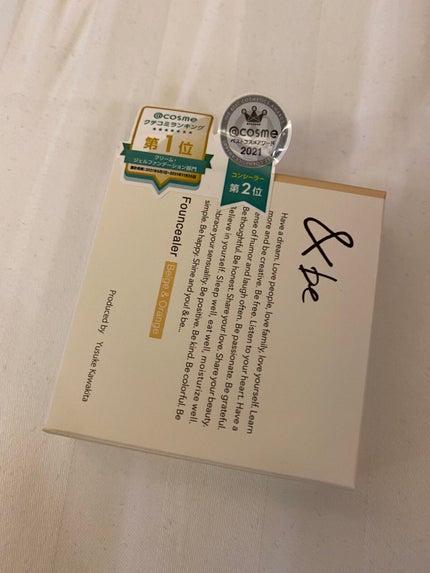 @cosme
クチコミランキング
★★★★★★★
第1位
クリーム・
ジェルファンデーション部門
@cosme
ベストコスメアワード
2021
コンシーラー
第2位
& be
Have a dream. Love people, love family, love yourself. Learn
more and be creative. Be free. Listen to your heart. Have a
ense of humor and laugh often. Be passionate.
Be thoughtful. Be honest. Share your love. Be grateful.
elieve in yourself. Sleep well, eat well, moisturize well.
brace your sensuality. Be positive. Be kind. Be colorful. Be
simple. Be happy. Shine and you! & be..
Share your beauty.
Founcealer Beige & Orange
Produced by Yusuke Kawakita